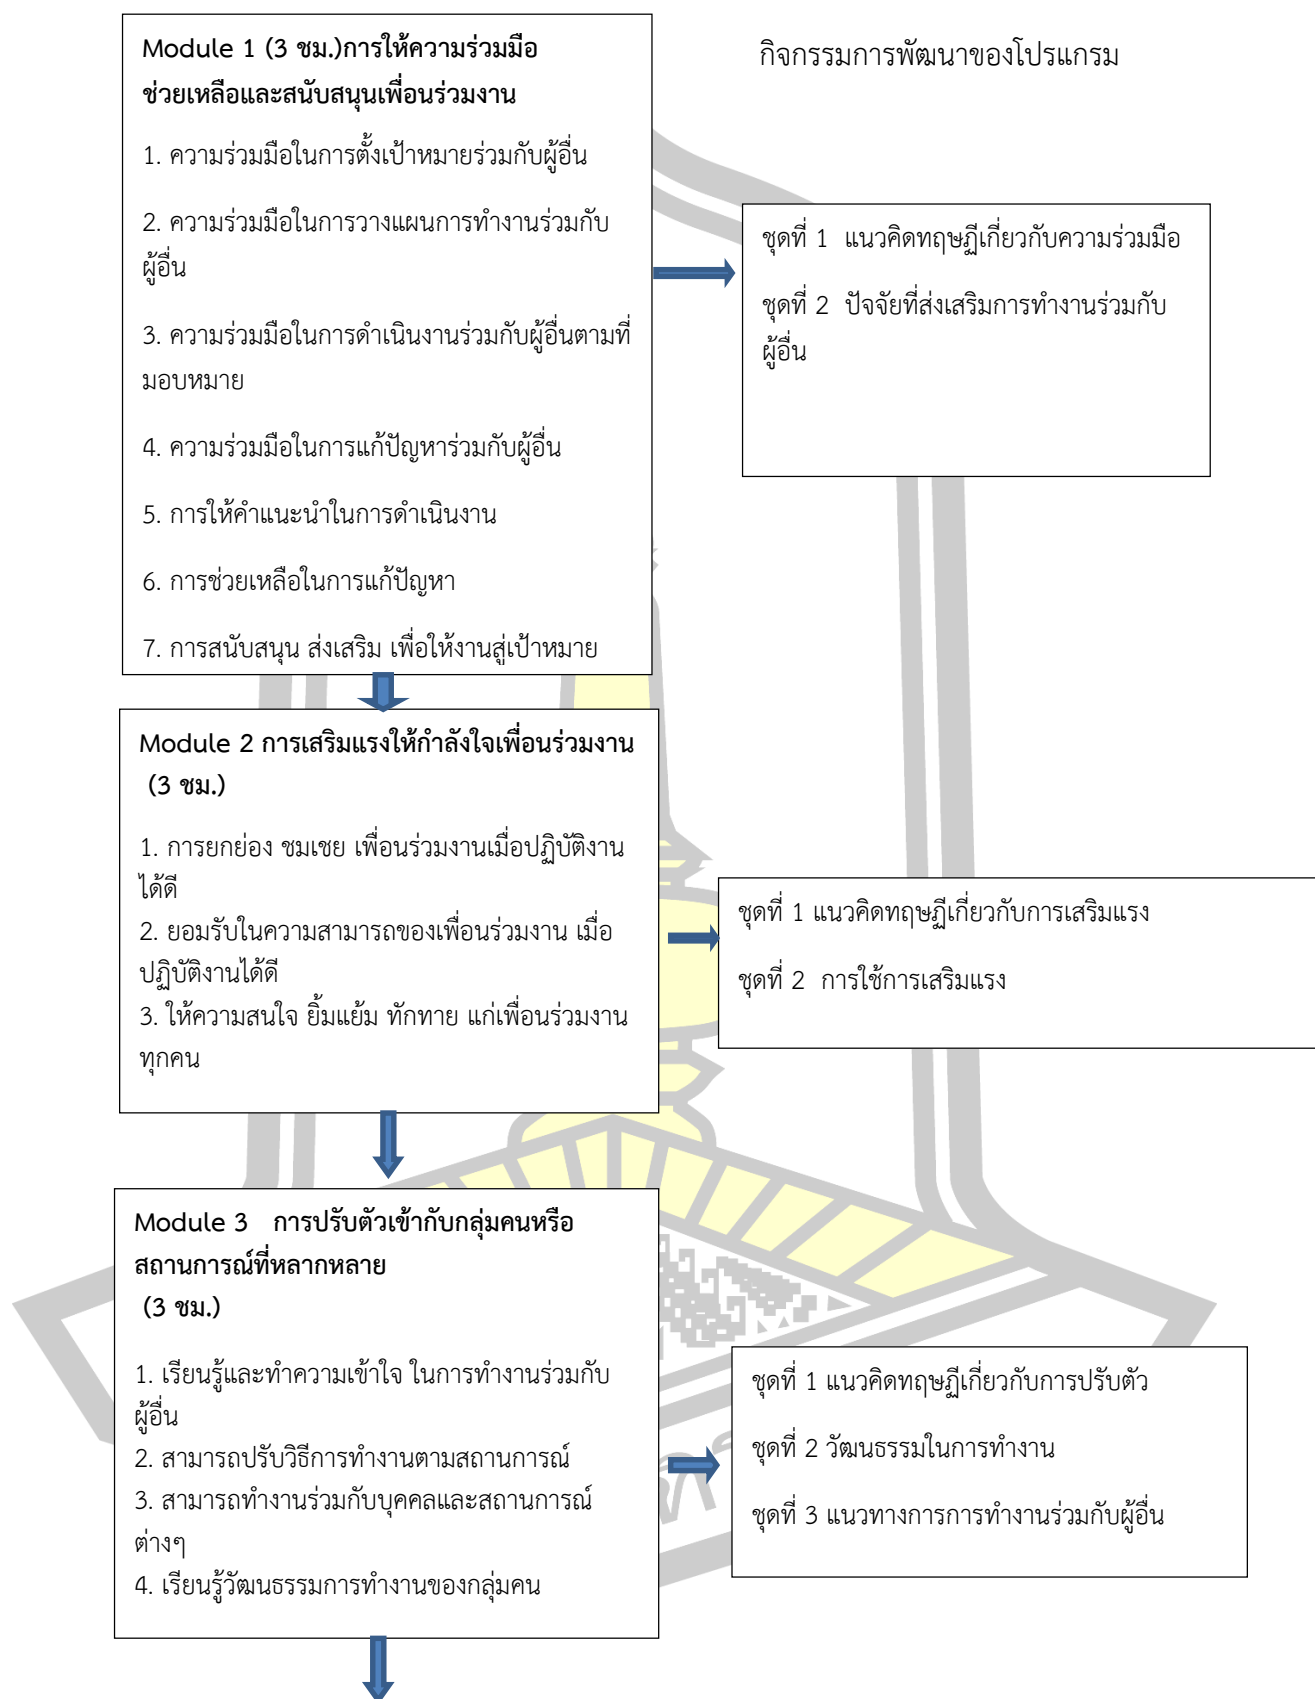 กิจกรรมการพัฒนาของโปรแกรม
Module 1 (3 ชม.)การให้ความร่วมมือ
ช่วยเหลือและสนับสนุนเพื่อนร่วมงาน
1. ความร่วมมือในการตั้งเป้าหมายร่วมกับผู้อื่น
2. ความร่วมมือในการวางแผนการทำงานร่วมกับ
ผู้อื่น
3. ความร่วมมือในการดำเนินงานร่วมกับผู้อื่นตามที่
มอบหมาย
4. ความร่วมมือในการแก้ปัญหาร่วมกับผู้อื่น
5. การให้คำแนะนำในการดำเนินงาน
6. การช่วยเหลือในการแก้ปัญหา
7. การสนับสนุน ส่งเสริม เพื่อให้งานสู่เป้าหมาย
ชุดที่ 1 แนวคิดทฤษฏีเกี่ยวกับความร่วมมือ
ชุดที่ 2 ปัจจัยที่ส่งเสริมการทำงานร่วมกับ
ผู้อื่น
Module 2 การเสริมแรงให้กำลังใจเพื่อนร่วมงาน
(3 ชม.)
1. การยกย่อง ชมเชย เพื่อนร่วมงานเมื่อปฏิบัติงาน
ได้ดี
2. ยอมรับในความสามารถของเพื่อนร่วมงาน เมื่อ
ปฏิบัติงานได้ดี
3. ให้ความสนใจ ยิ้มแย้ม ทักทาย แก่เพื่อนร่วมงาน
ทุกคน
ชุดที่ 1 แนวคิดทฤษฏีเกี่ยวกับการเสริมแรง
ชุดที่ 2 การใช้การเสริมแรง
Module 3 การปรับตัวเข้ากับกลุ่มคนหรือ
สถานการณ์ที่หลากหลาย
(3 ชม.)
1. เรียนรู้และทำความเข้าใจ ในการทำงานร่วมกับ
ผู้อื่น
2. สามารถปรับวิธีการทำงานตามสถานการณ์
3. สามารถทำงานร่วมกับบุคคลและสถานการณ์
ต่างๆ
4. เรียนรู้วัฒนธรรมการทำงานของกลุ่มคน
ชุดที่ 1 แนวคิดทฤษฏีเกี่ยวกับการปรับตัว
ชุดที่ 2 วัฒนธรรมในการทำงาน
ชุดที่ 3 แนวทางการการทำงานร่วมกับผู้อื่น